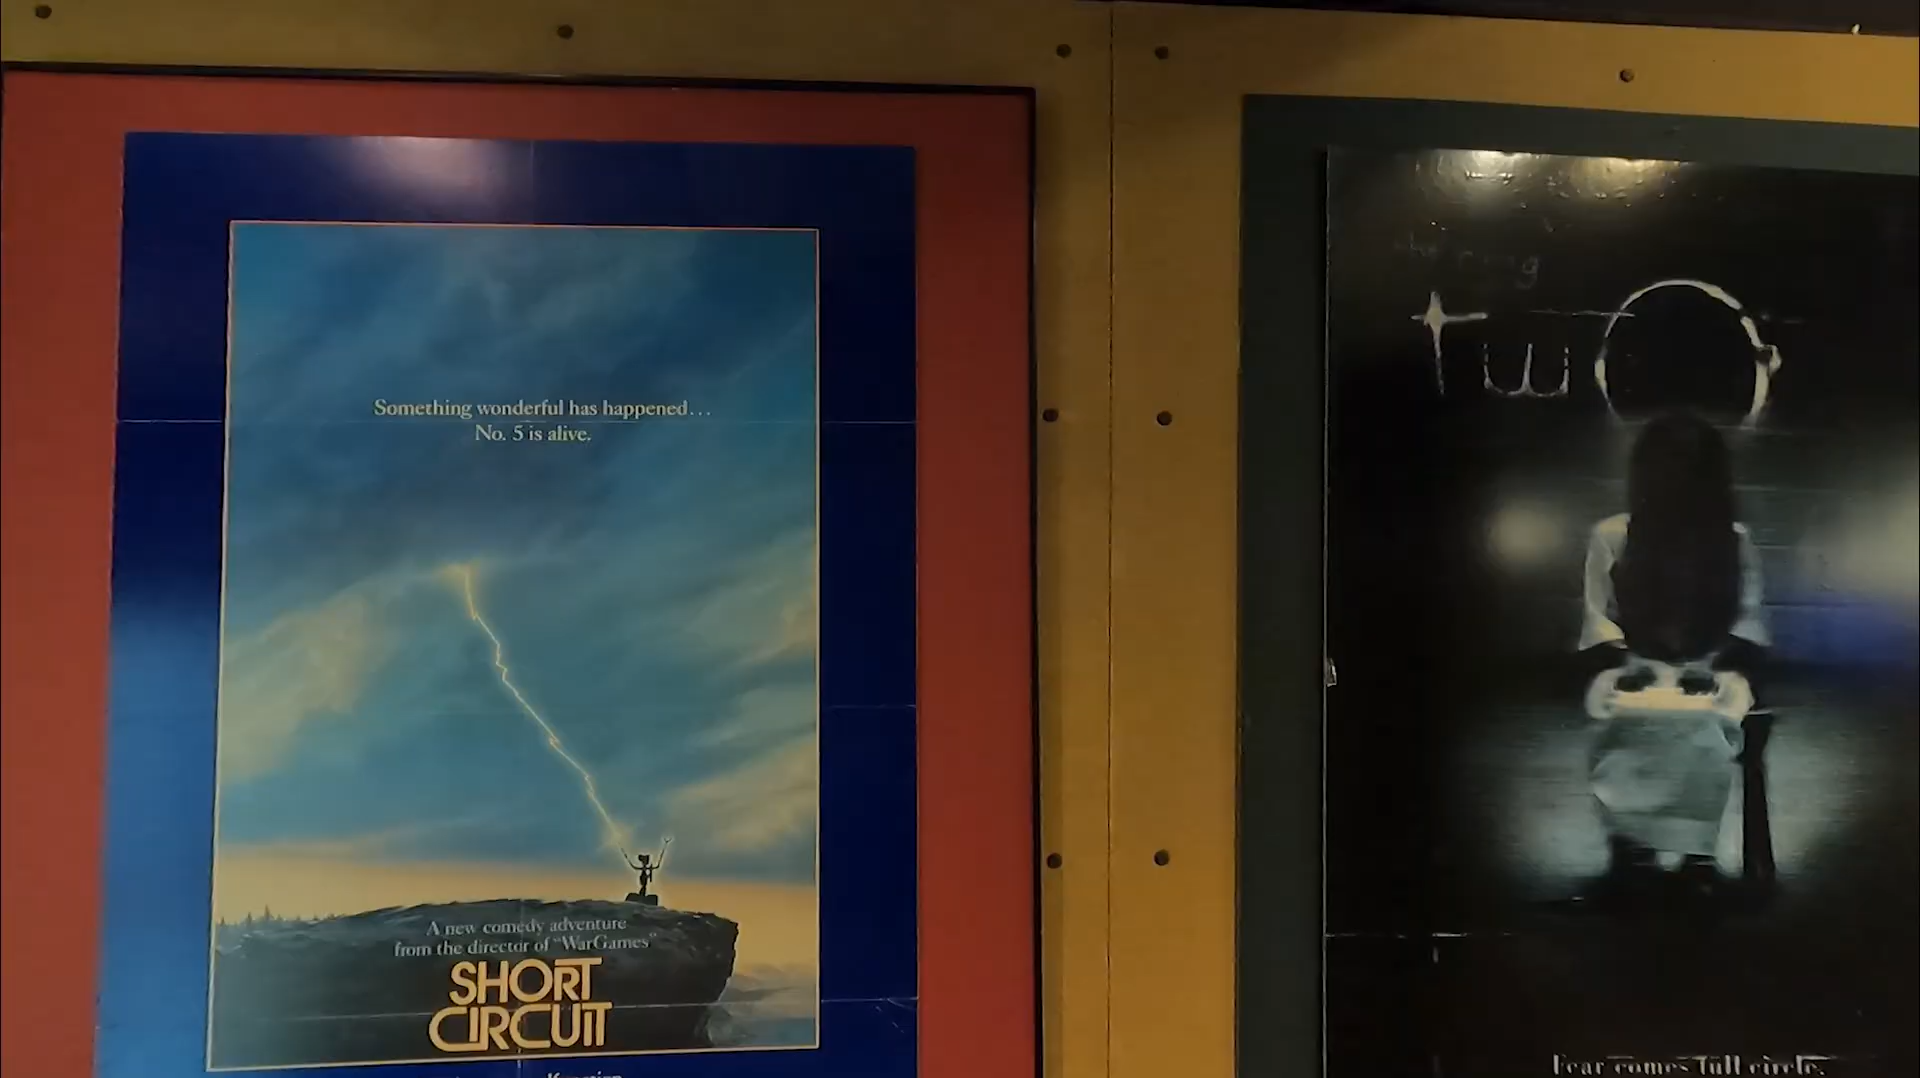 Something wonderful has happened...
No. 5 is alive.
A new comedy adventure
from the director of "WarGames"
SHORT
CIRCUIT
the ring
two
Fear comes full circle.